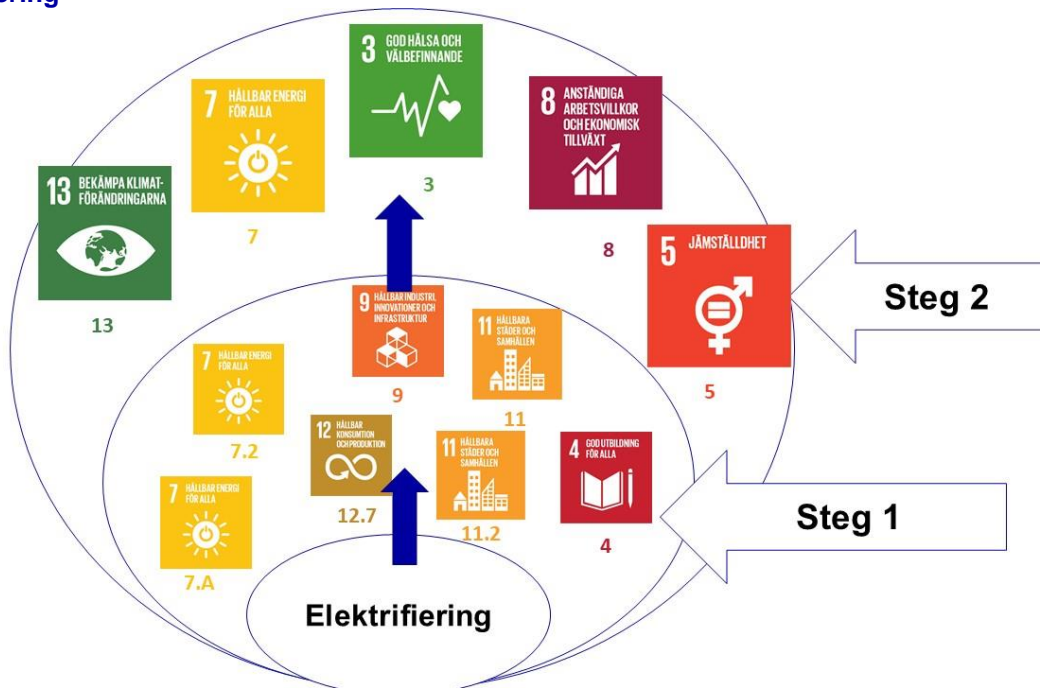 ering
3 GOD HÄLSA OCH
VÄLBEFINNANDE
3
7 HÅLLBAR ENERGI
FÖR ALLA
7
8 ANSTÄNDIGA
ARBETSVILLKOR
OCH EKONOMISK
TILLVÄXT
8
13 BEKÄMPA KLIMAT-
FÖRÄNDRINGARNA
13
5 JÄMSTÄLLDHET
5
Steg 2
9 HÅLLBAR INDUSTRI,
INNOVATIONER OCH
INFRASTRUKTUR
9
11 HÅLLBARA
STÄDER OCH
SAMHÄLLEN
11
7 HÅLLBAR ENERGI
FÖR ALLA
7.2
12 HÅLLBAR
KONSUMTION
OCH PRODUKTION
12.7
11 HÅLLBARA
STÄDER OCH
SAMHÄLLEN
11.2
4 GOD UTBILDNING
FÖR ALLA
4
Steg 1
7 HÅLLBAR ENERGI
FÖR ALLA
7.A
Elektrifiering